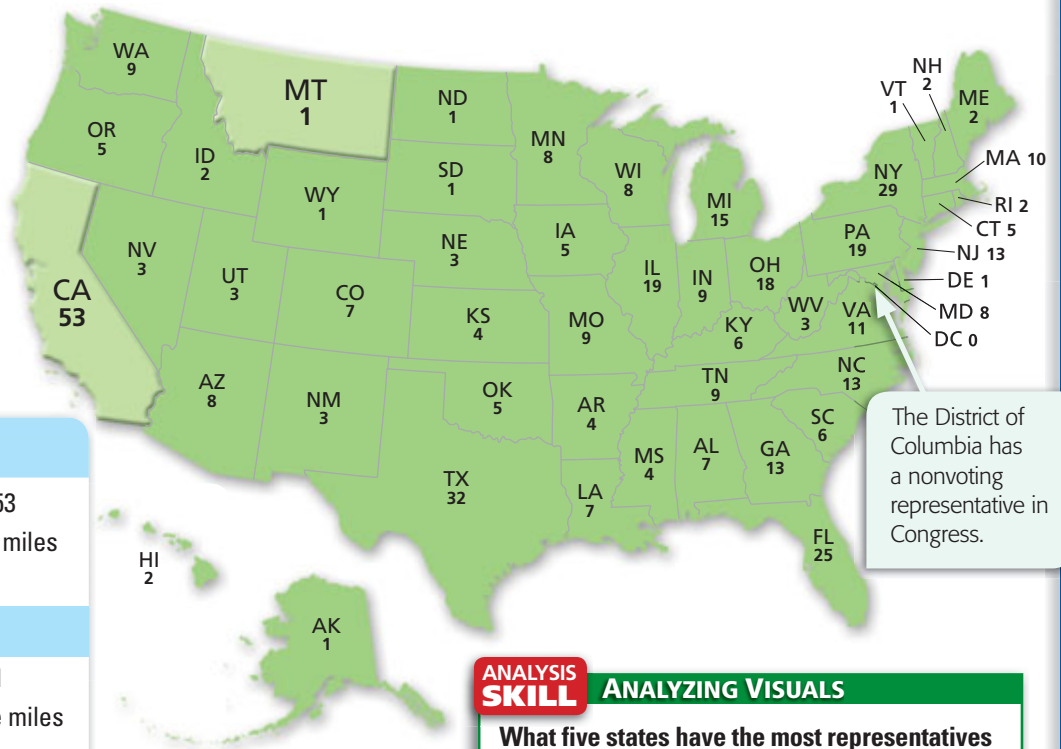 WA
9
MT
1
ND
1
MN
8
OR
5
ID
2
WY
1
SD
1
WI
8
MI
15
NH
2
VT
1
ME
2
NY
29
MA 10
RI 2
CT 5
NJ 13
DE 1
MD 8
DC 0
PA
19
NV
3
UT
3
CO
7
NE
3
IA
5
IL
19
IN
9
OH
18
WV
3
VA
11
CA
53
KS
4
MO
9
KY
6
NC
13
TN
9
SC
6
AZ
8
NM
3
OK
5
AR
4
MS
4
AL
7
GA
13
TX
32
LA
7
FL
25
HI
2
AK
1
The District of
Columbia has
a nonvoting
representative in
Congress.
53
miles
miles
ANALYSIS
SKILL
ANALYZING VISUALS
What five states have the most representatives